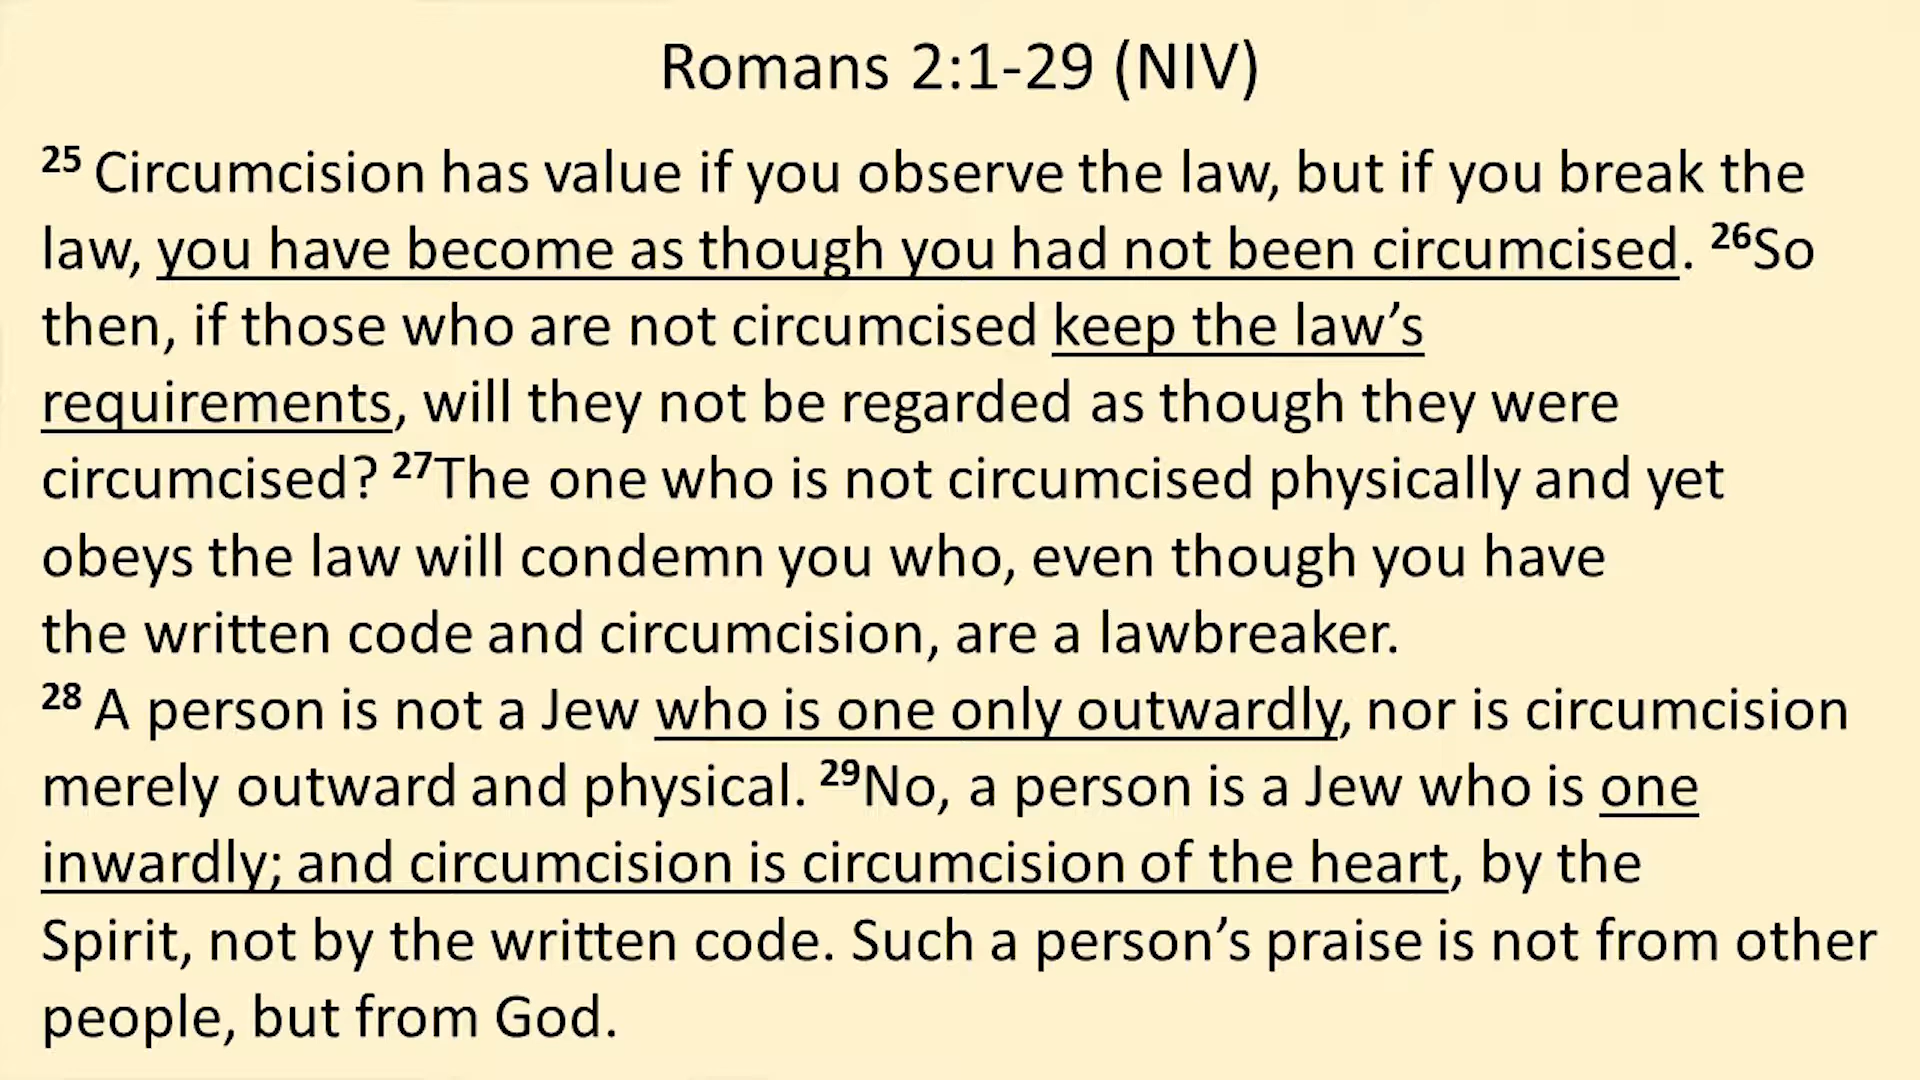 Romans 2:1-29 (NIV)
25 Circumcision has value if you observe the law, but if you break the
law, you have become as though you had not been circumcised. 26So
then, if those who are not circumcised keep the law’s
requirements, will they not be regarded as though they were
circumcised? 27The one who is not circumcised physically and yet
obeys the law will condemn you who, even though you have
the written code and circumcision, are a lawbreaker.
28 A person is not a Jew who is one only outwardly, nor is circumcision
merely outward and physical. 29No, a person is a Jew who is one
inwardly; and circumcision is circumcision of the heart, by the
Spirit, not by the written code. Such a person’s praise is not from other
people, but from God.